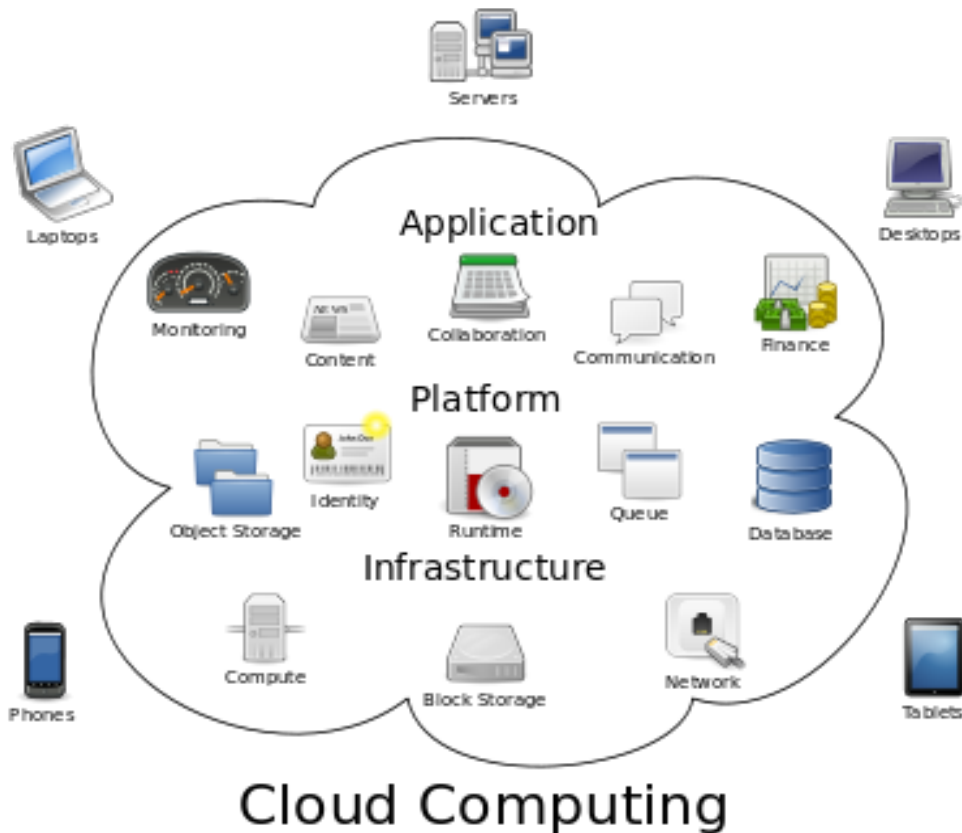 Servers
Laptops
Desktops
Application
Monitoring
Content
Collaboration
Communication
Finance
Platform
Object Storage
Identity
Runtime
Queue
Database
Infrastructure
Compute
Block Storage
Network
Phones
Tablets
Cloud Computing